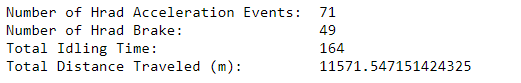 Number of Hrad Acceleration Events:  71
Number of Hrad Brake:                49
Total Idling Time:                   164
Total Distance Traveled (m):         11571.547151424325